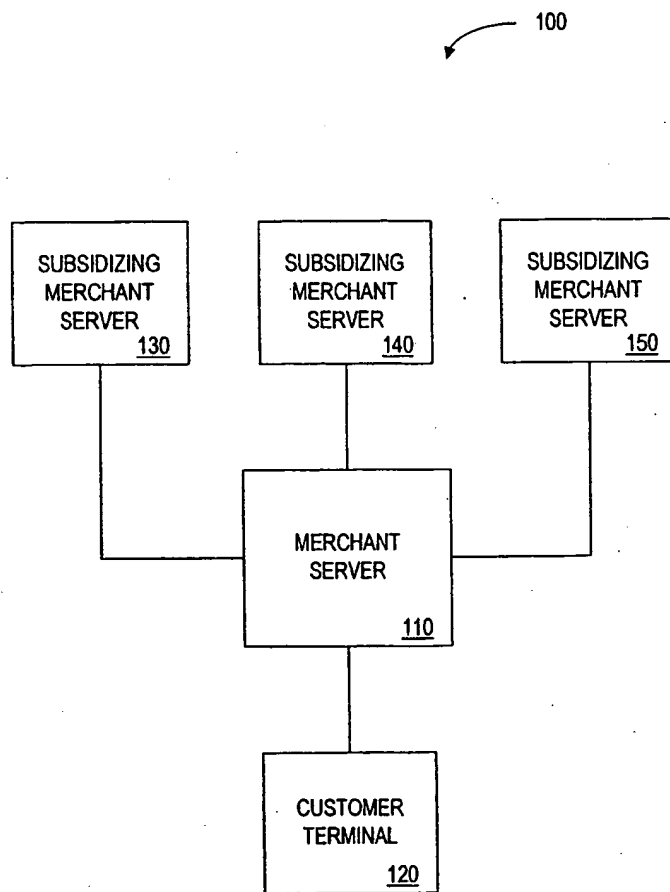 100
SUBSIDIZING
MERCHANT
SERVER
130
SUBSIDIZING
MERCHANT
SERVER
140
SUBSIDIZING
MERCHANT
SERVER
150
MERCHANT
SERVER
110
CUSTOMER
TERMINAL
120